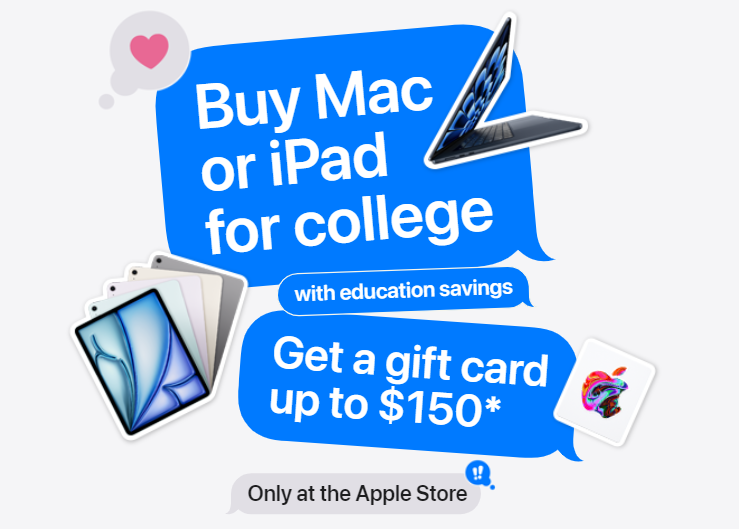 Buy Mac
or iPad
for college
with education savings
Get a gift card
up to $150*
!!
Only at the Apple Store